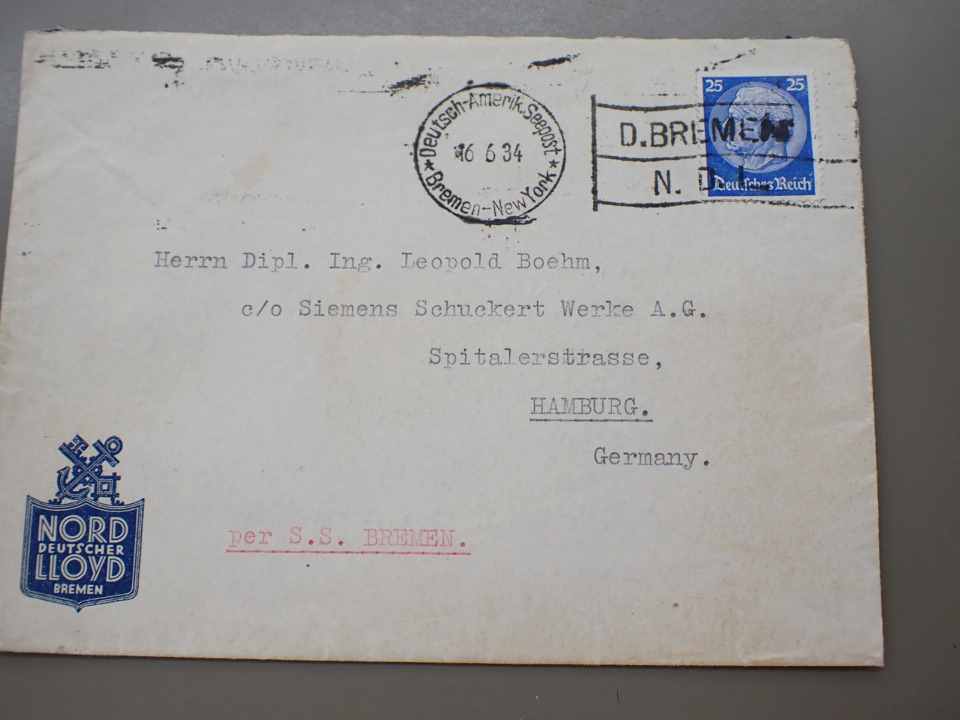 Deutsch-Amerik. Seepost
16 6 34
Bremen-New York
D. BREMEN
N. D. L.
25 25
Deutsches Reich
Herrn Dipl. Ing. Leopold Boehm,
c/o Siemens Schuckert Werke A.G.
Spitalerstrasse,
HAMBURG.
Germany.
per S.S. BREMEN.
NORD
DEUTSCHER
LLOYD
BREMEN